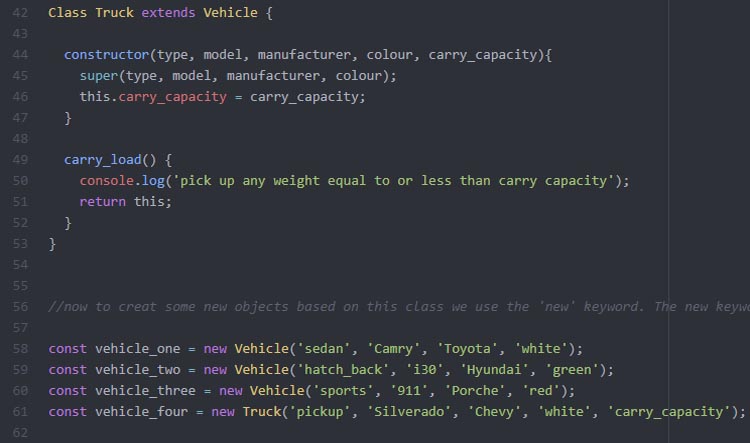 42 Class Truck extends Vehicle {
43
44 constructor(type, model, manufacturer, colour, carry_capacity){
45 super(type, model, manufacturer, colour);
46 this.carry_capacity = carry_capacity;
47 }
48
49 carry_load() {
50 console.log('pick up any weight equal to or less than carry capacity');
51 return this;
52 }
53 }
54
55
56 //now to creat some new objects based on this class we use the 'new' keyword. The new keywo
57
58 const vehicle_one = new Vehicle('sedan', 'Camry', 'Toyota', 'white');
59 const vehicle_two = new Vehicle('hatch_back', 'i30', 'Hyundai', 'green');
60 const vehicle_three = new Vehicle('sports', '911', 'Porche', 'red');
61 const vehicle_four = new Truck('pickup', 'Silverado', 'Chevy', 'white', 'carry_capacity');
62